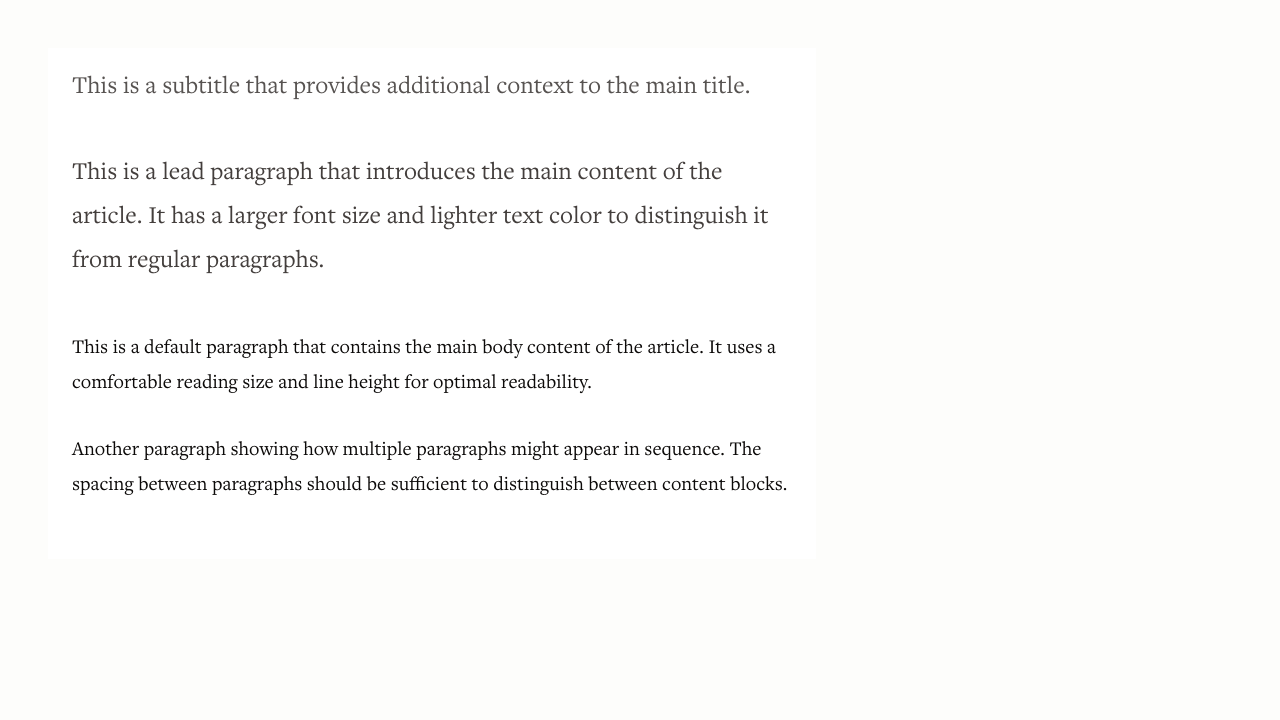 This is a subtitle that provides additional context to the main title.
This is a lead paragraph that introduces the main content of the
article. It has a larger font size and lighter text color to distinguish it
from regular paragraphs.
This is a default paragraph that contains the main body content of the article. It uses a
comfortable reading size and line height for optimal readability.
Another paragraph showing how multiple paragraphs might appear in sequence. The
spacing between paragraphs should be sufficient to distinguish between content blocks.